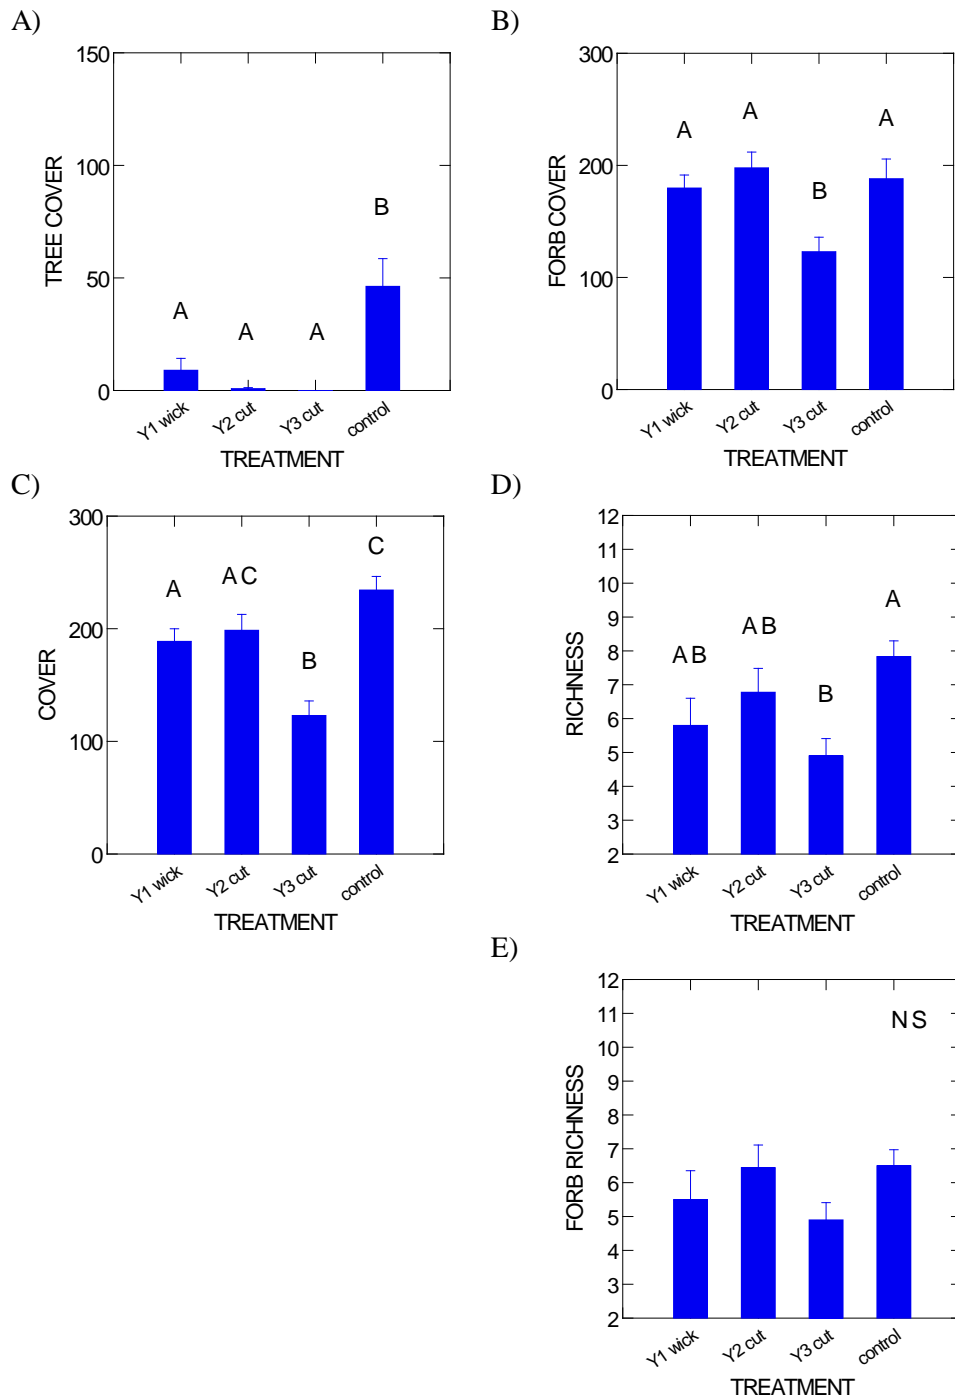 A)
150
100
50
0
TREE COVER
A
A
A
B
Y1 wick
Y2 cut
Y3 cut
control
TREATMENT
B)
300
200
100
0
FORB COVER
A
A
B
A
Y1 wick
Y2 cut
Y3 cut
control
TREATMENT
C)
300
200
100
0
COVER
A
A C
B
C
Y1 wick
Y2 cut
Y3 cut
control
TREATMENT
D)
12
11
10
9
8
7
6
5
4
3
2
RICHNESS
A B
A B
B
A
Y1 wick
Y2 cut
Y3 cut
control
TREATMENT
E)
12
11
10
9
8
7
6
5
4
3
2
FORB RICHNESS
N S
Y1 wick
Y2 cut
Y3 cut
control
TREATMENT